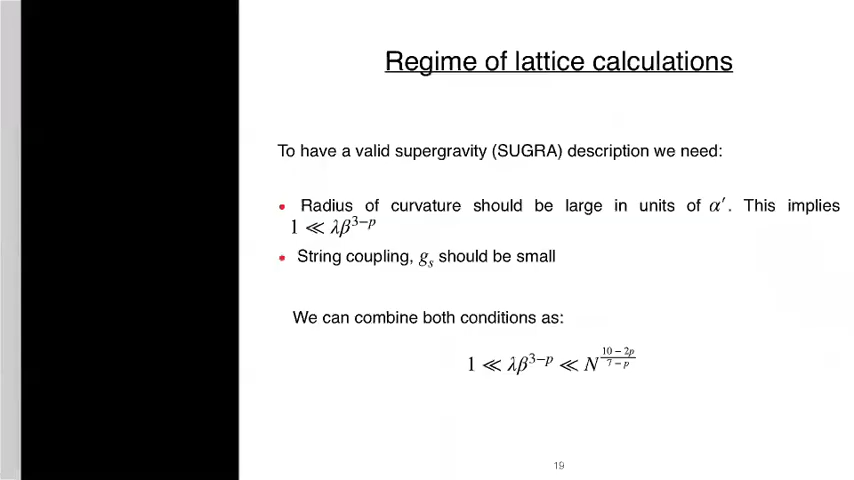 Regime of lattice calculations
To have a valid supergravity (SUGRA) description we need:
• Radius of curvature should be large in units of α′. This implies
1 ≪ λβ^{3−p}
• String coupling, g_s should be small
We can combine both conditions as:
1 ≪ λβ^{3−p} ≪ N^{\frac{10−2p}{7−p}}
19